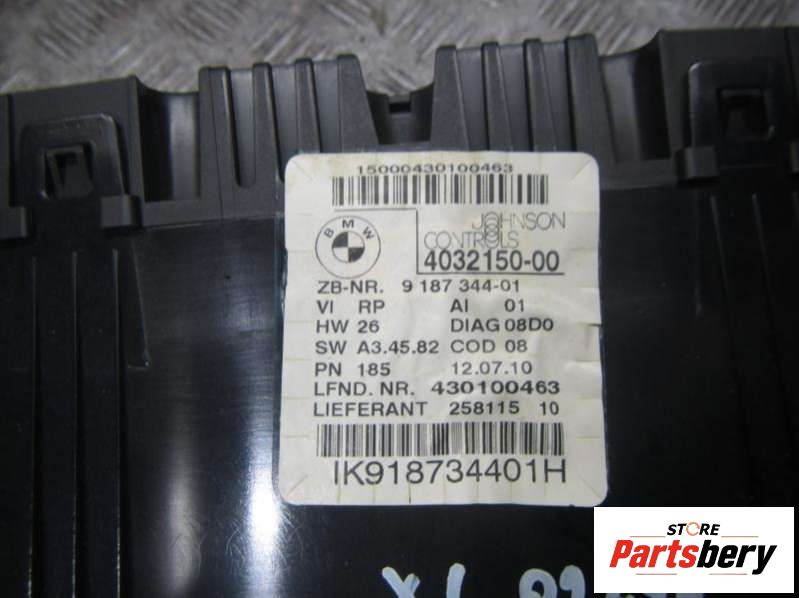 15000430100463
BMW
JOHNSON
CONTROLS
4032150-00
ZB-NR. 9 187 344-01
VI RP AI 01
HW 26 DIAG 08D0
SW A3.45.82 COD 08
PN 185 12.07.10
LFND. NR. 430100463
LIEFERANT 258115 10
IK918734401H
STORE
Partsbery